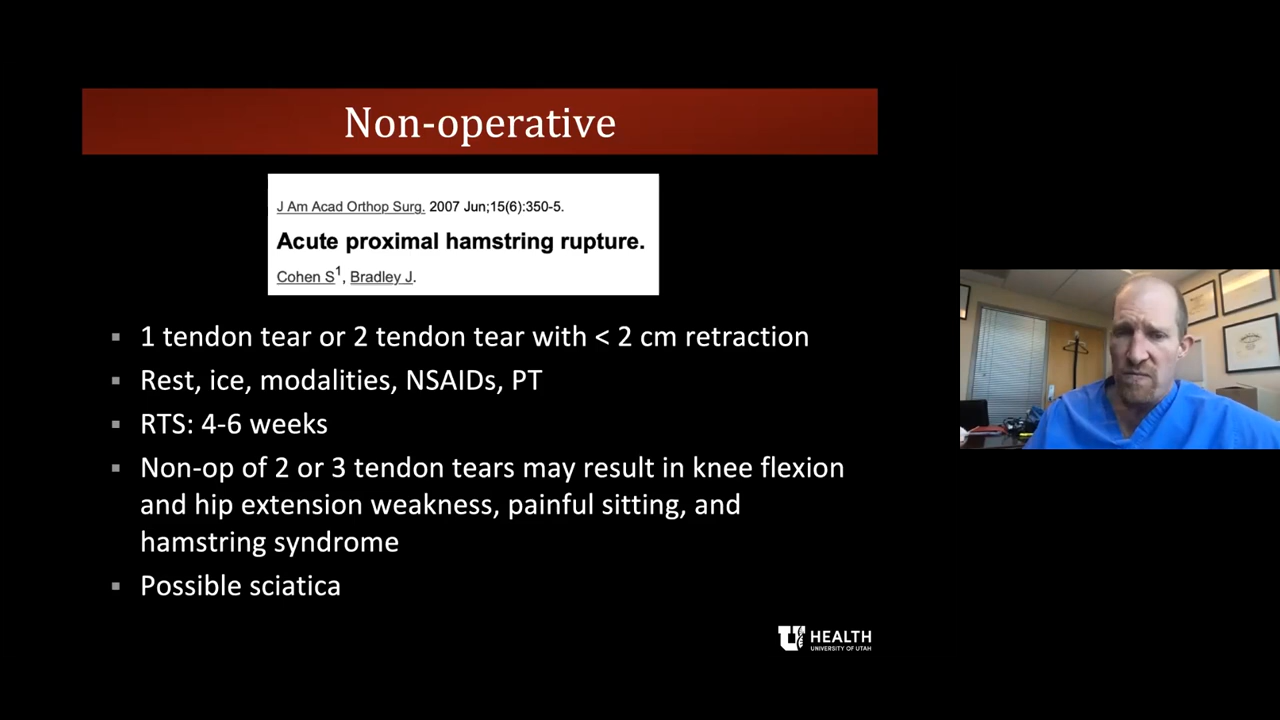 Non-operative
J Am Acad Orthop Surg. 2007 Jun;15(6):350-5.
Acute proximal hamstring rupture.
Cohen S1, Bradley J.
▪ 1 tendon tear or 2 tendon tear with < 2 cm retraction
▪ Rest, ice, modalities, NSAIDs, PT
▪ RTS: 4-6 weeks
▪ Non-op of 2 or 3 tendon tears may result in knee flexion
and hip extension weakness, painful sitting, and
hamstring syndrome
▪ Possible sciatica
U HEALTH
UNIVERSITY OF UTAH